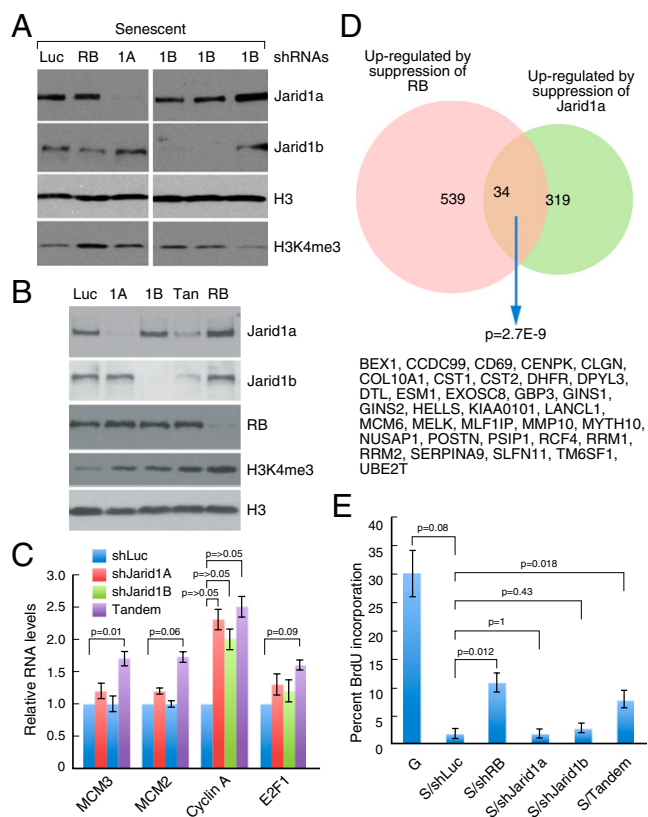 A
Senescent
Luc RB 1A 1B 1B 1B shRNAs
Jarid1a
Jarid1b
H3
H3K4me3
B
Luc 1A 1B Tan RB
Jarid1a
Jarid1b
RB
H3K4me3
H3
C
shLuc
shJarid1A
shJarid1B
Tandem
Relative RNA levels
3.0
2.5
2.0
1.5
1.0
0.5
0.0
p=0.01
p=0.06
p=>0.05
p=>0.05
p=>0.05
p=0.09
MCM3
MCM2
Cyclin A
E2F1
D
Up-regulated by
suppression of
RB
Up-regulated by
suppression of
Jarid1a
539
34
319
p=2.7E-9
BEX1, CCDC99, CD69, CENPK, CLGN,
COL10A1, CST1, CST2, DHFR, DPYL3,
DTL, ESM1, EXOSC8, GBP3, GINS1,
GINS2, HELLS, KIAA0101, LANCL1,
MCM6, MELK, MLF1IP, MMP10, MYTH10,
NUSAP1, POSTN, PSIP1, RCF4, RRM1,
RRM2, SERPINA9, SLFN11, TM6SF1,
UBE2T
E
Percent BrdU incorporation
40
35
30
25
20
15
10
5
0
p=0.08
p=0.018
p=0.43
p=1
p=0.012
G
S/shLuc
S/shRB
S/shJarid1a
S/shJarid1b
S/Tandem